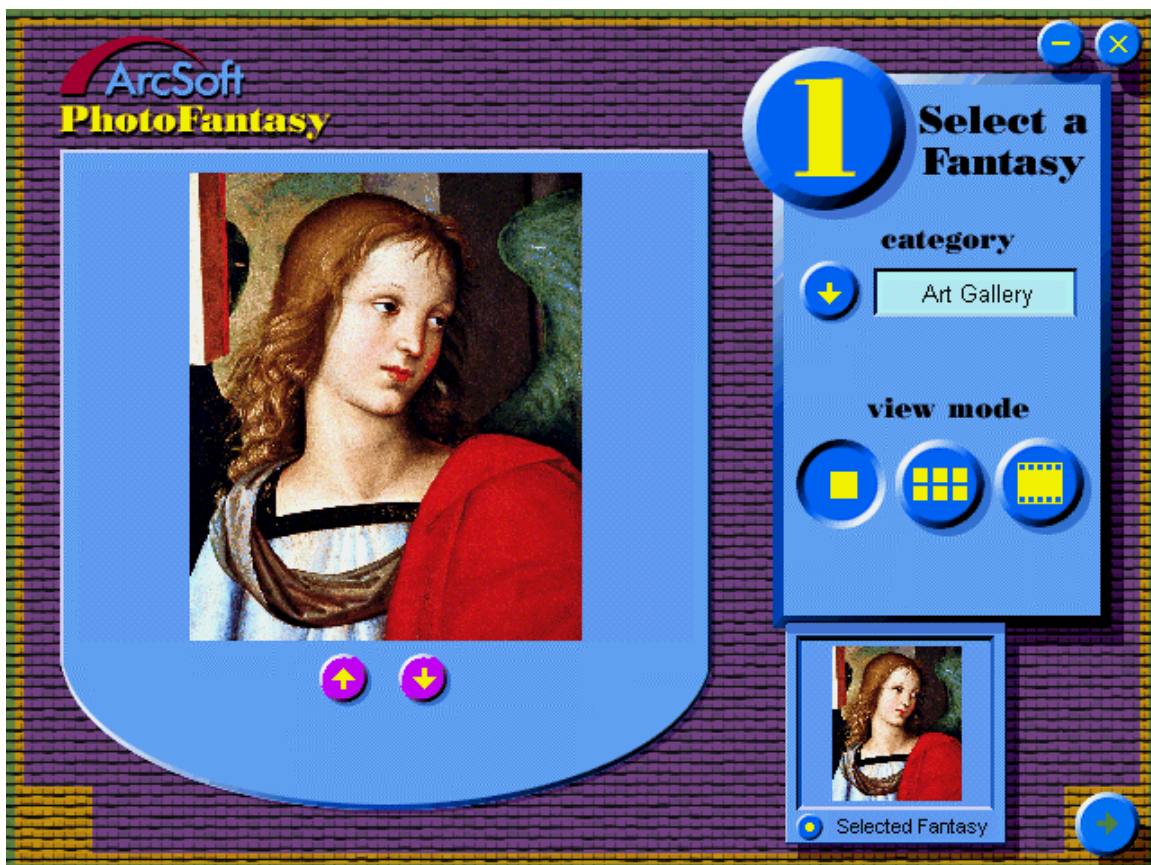 ArcSoft
PhotoFantasy
1
Select a
Fantasy
category
Art Gallery
view mode
Selected Fantasy